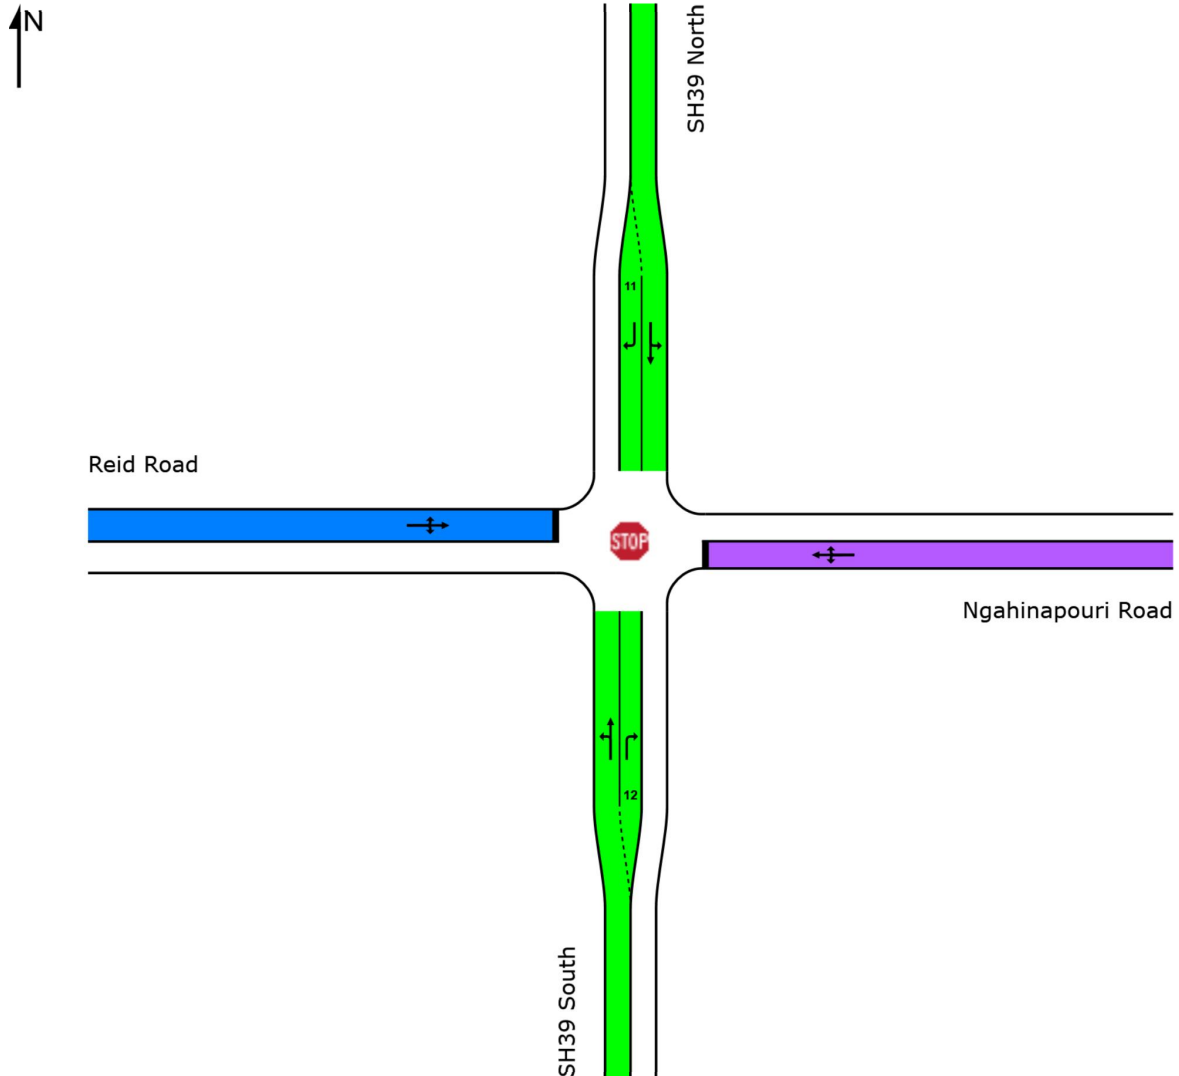 N
SH39 North
11
Reid Road
STOP
Ngahinapouri Road
12
SH39 South